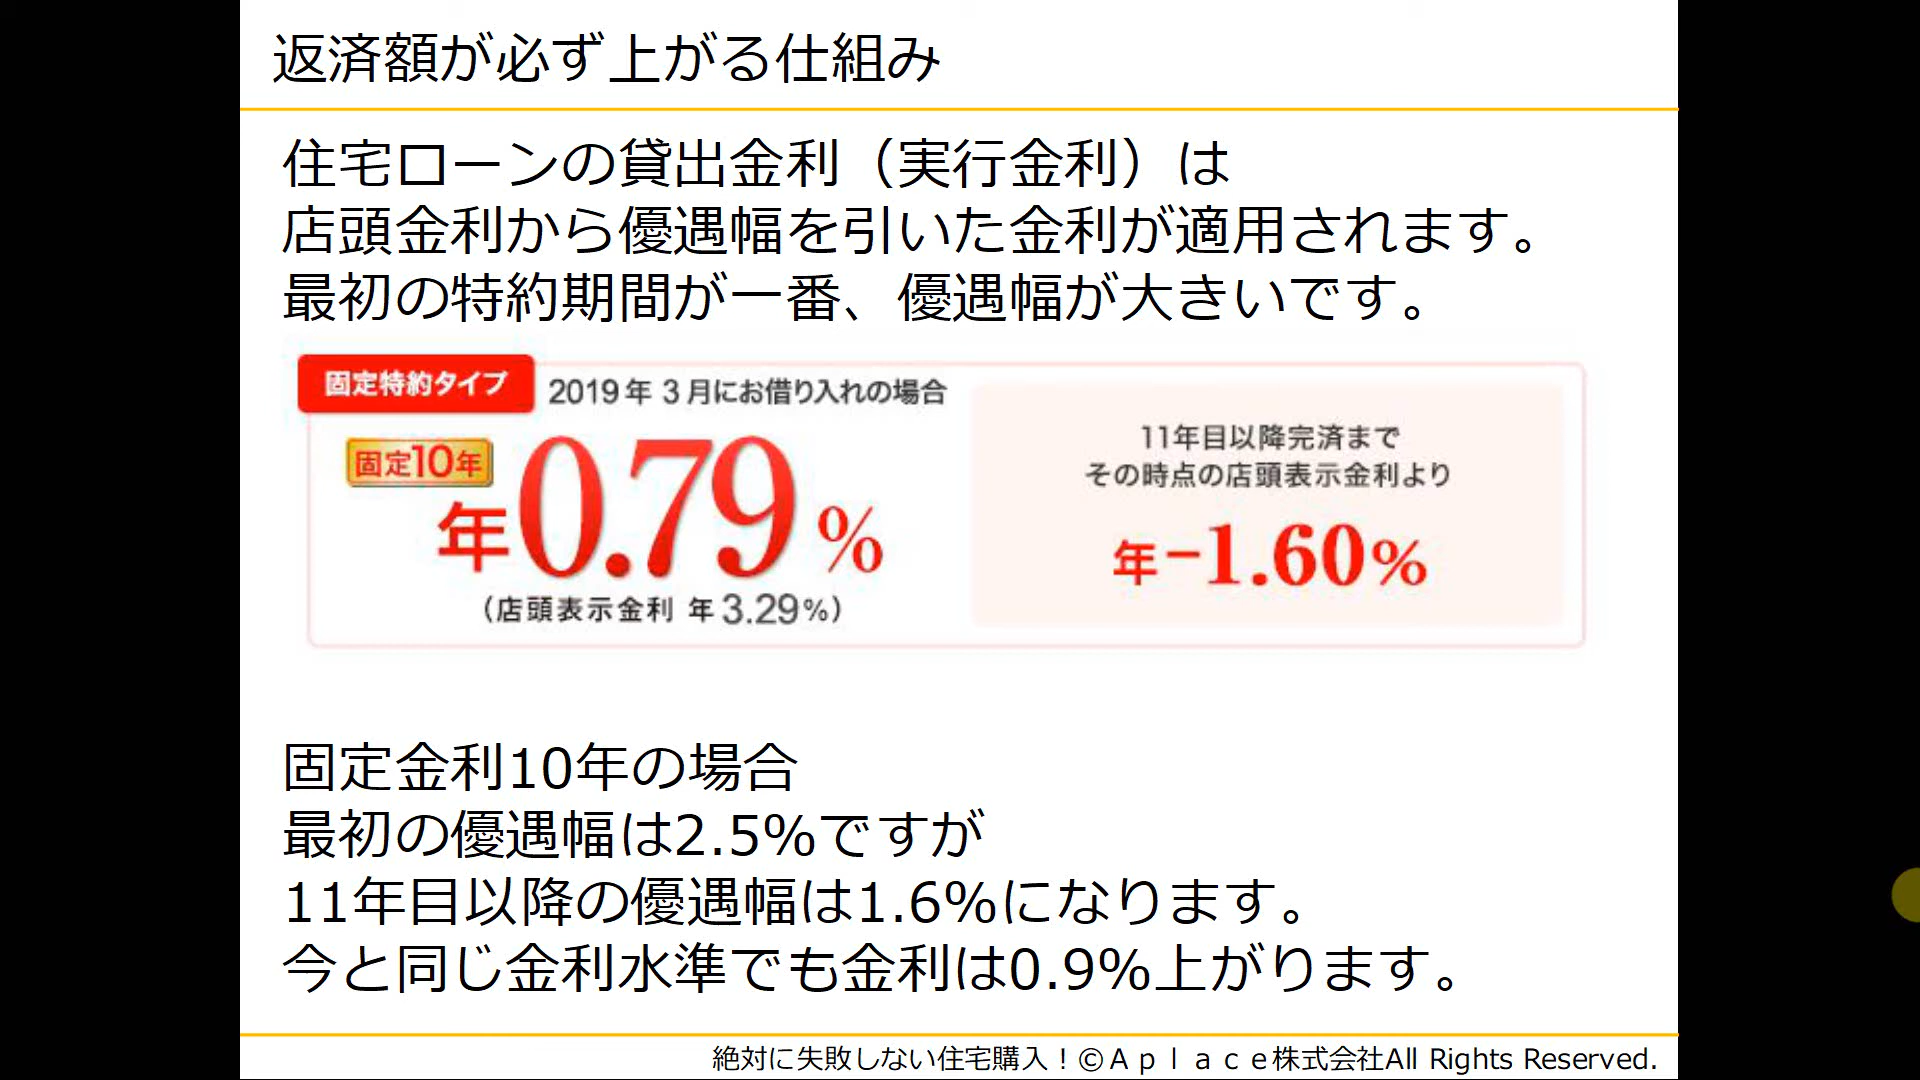 返済額が必ず上がる仕組み
住宅ローンの貸出金利（実行金利）は
店頭金利から優遇幅を引いた金利が適用されます。
最初の特約期間が一番、優遇幅が大きいです。
固定特約タイプ 2019年 3月にお借り入れの場合
固定10年
年0.79%
（店頭表示金利 年3.29%）
11年目以降完済まで
その時点の店頭表示金利より
年−1.60%
固定金利10年の場合
最初の優遇幅は2.5%ですが
11年目以降の優遇幅は1.6%になります。
今と同じ金利水準でも金利は0.9%上がります。
絶対に失敗しない住宅購入！©Ａｐｌａｃｅ株式会社All Rights Reserved.